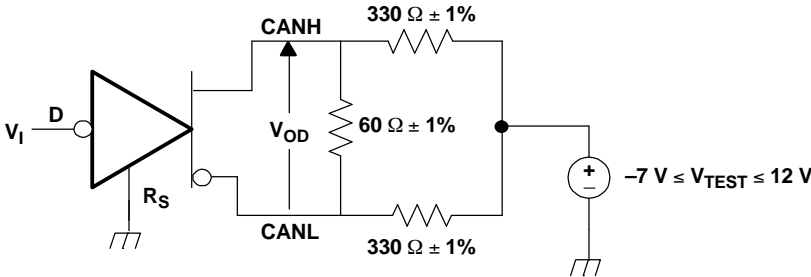 CANH
330 Ω ± 1%
D
V_I
V_OD
60 Ω ± 1%
+
–
–7 V ≤ V_TEST ≤ 12 V
R_S
CANL
330 Ω ± 1%